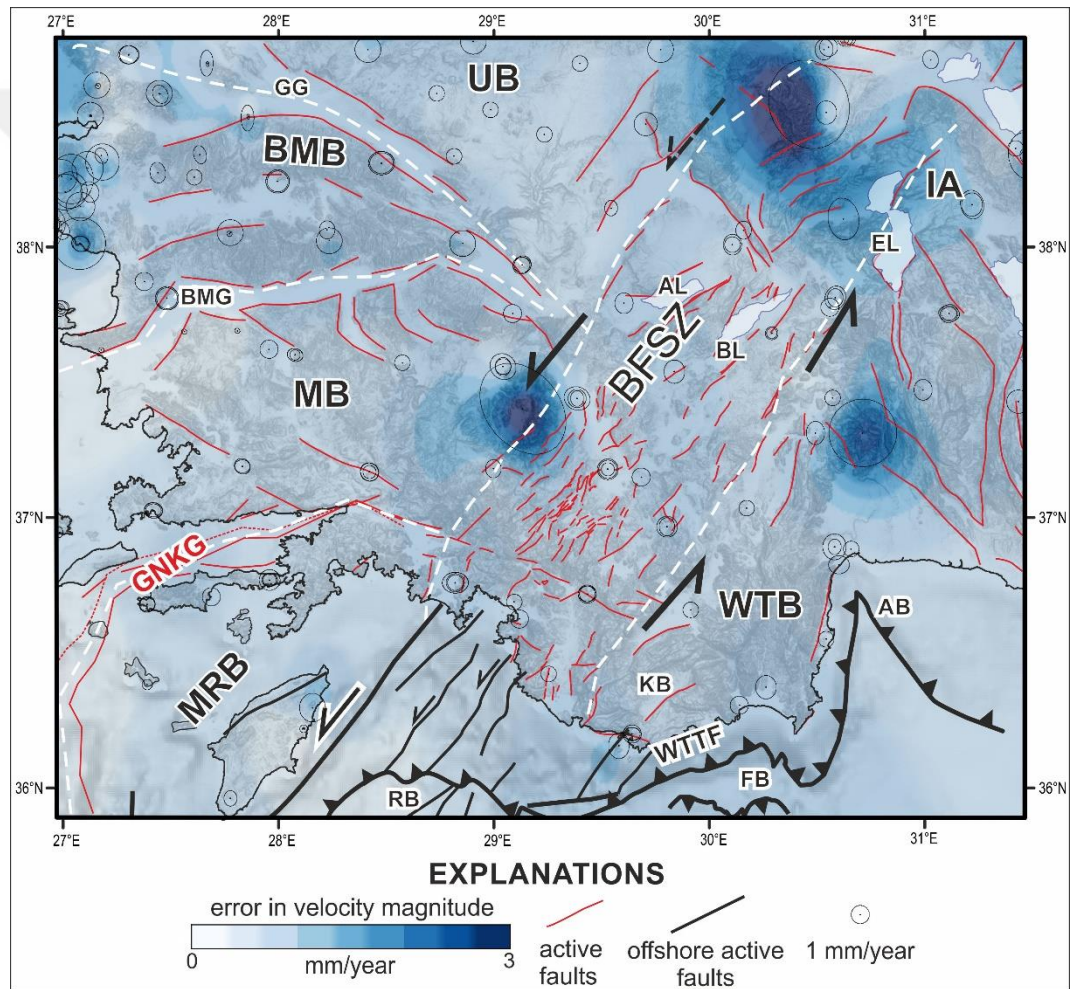 27°E 28°E 29°E 30°E 31°E
UB
GG
BMB
IA
38°N 38°N
EL
BMG
AL
BFSZ
BL
MB
37°N 37°N
GNKG
WTB
AB
MRB
KB
WTTF
FB
RB
36°N 36°N
27°E 28°E 29°E 30°E 31°E
EXPLANATIONS
error in velocity magnitude
0 mm/year 3
active faults
offshore active faults
1 mm/year